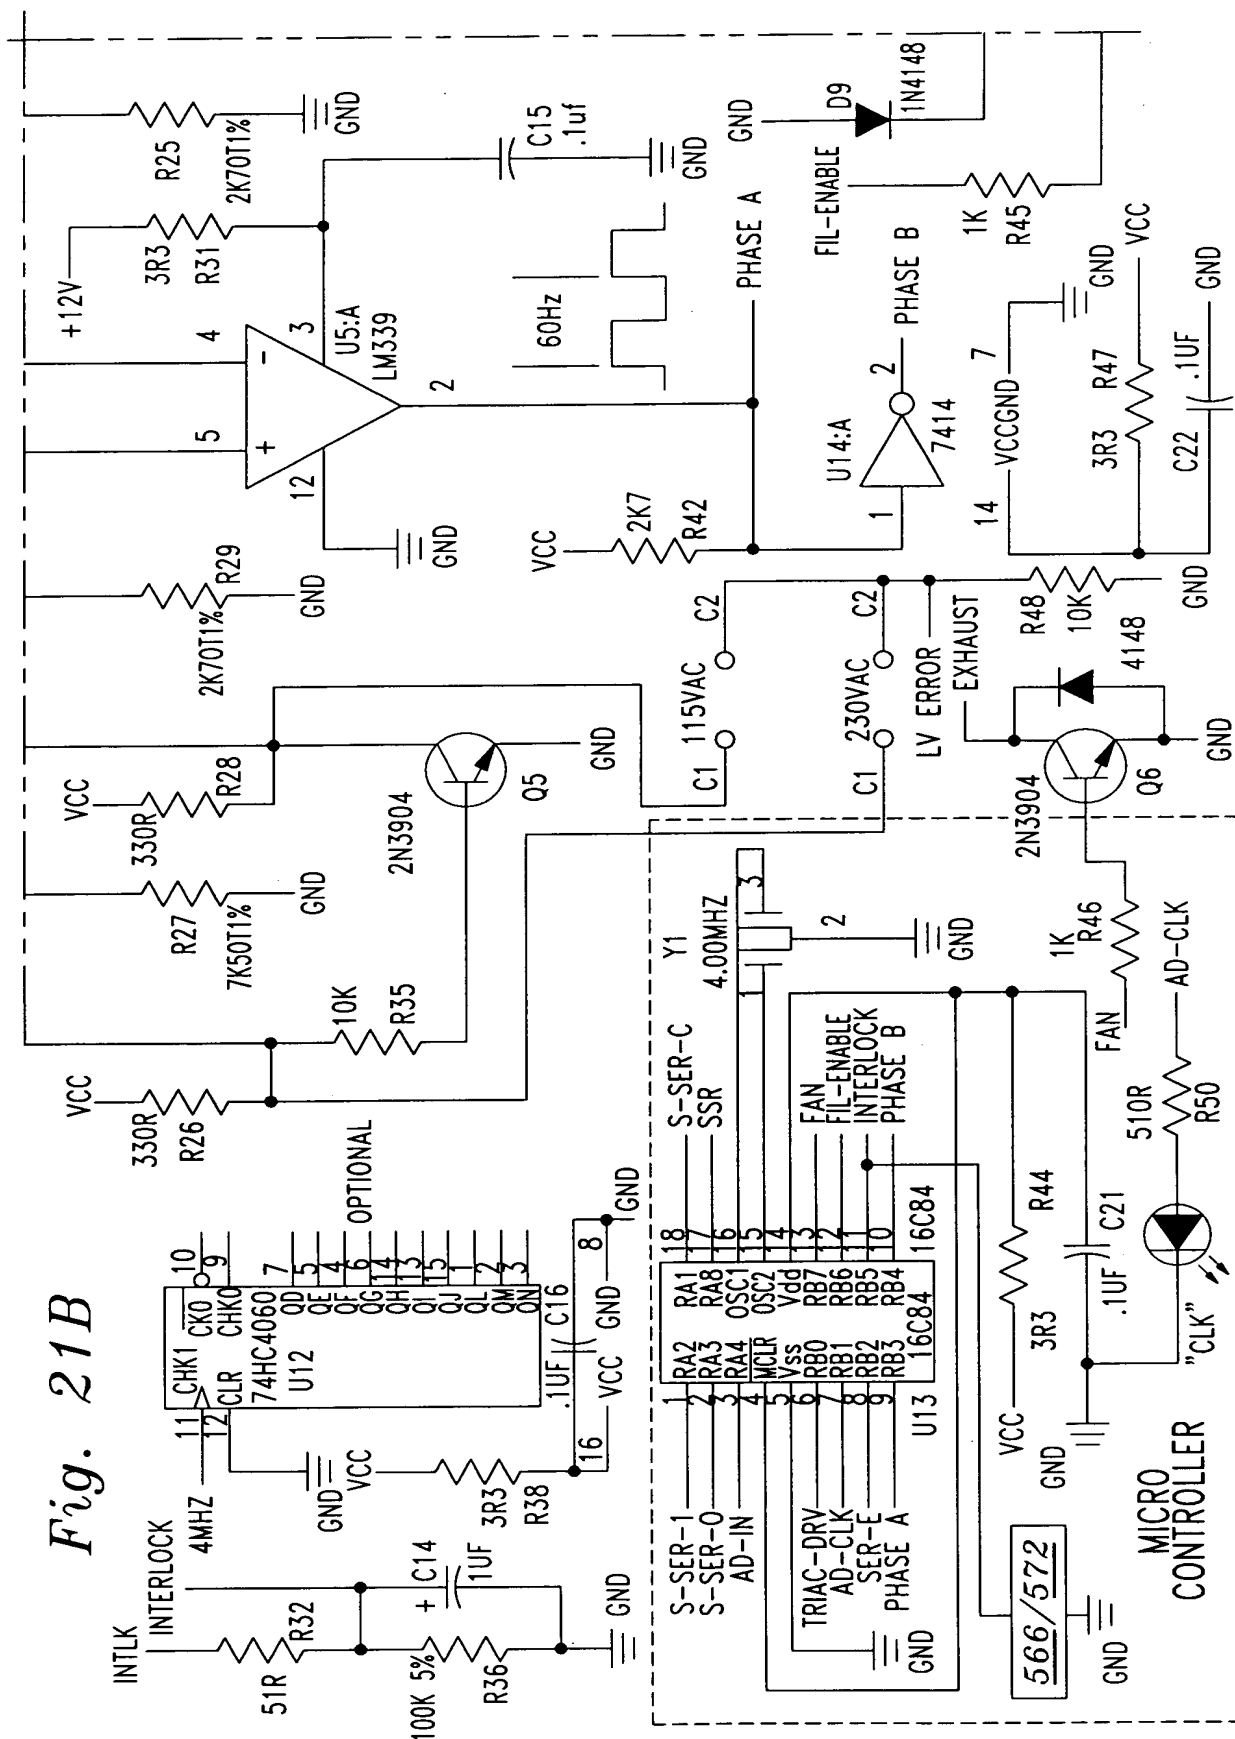 Fig. 21B
INTLK
INTERLOCK
51R
R32
100K 5%
R36
+
C14
1UF
GND
4MHZ
11
12
CHK1
CLR
CKO
CHKO
74HC4060
U12
10
9
7
5
4
6
14
13
15
1
2
3
QD
QE
QF
QG
QH
QI
QJ
QL
QM
QN
OPTIONAL
GND
VCC
3R3
R38
16
.1UF
C16
VCC
GND
8
GND
VCC
330R
R26
10K
R35
R27
7K50T1%
GND
VCC
330R
R28
2N3904
Q5
GND
2K70T1%
R29
GND
+12V
3R3
R31
R25
2K70T1%
GND
5
4
+
-
12
3
U5:A
LM339
2
GND
C15
.1uf
GND
60Hz
VCC
2K7
R42
PHASE A
U14:A
1
2
7414
PHASE B
GND
D9
1N4148
FIL-ENABLE
1K
R45
14
VCCGND
7
GND
3R3
R47
VCC
C22
.1UF
GND
C1
115VAC
C2
C1
230VAC
C2
LV ERROR
R48
10K
GND
EXHAUST
2N3904
Q6
4148
GND
FAN
1K
R46
S-SER-1
S-SER-0
AD-IN
TRIAC-DRV
AD-CLK
SER-E
PHASE A
GND
1
2
3
4
5
6
7
8
9
RA2
RA3
RA4
MCLR
Vss
RB0
RB1
RB2
RB3
RA1
RA8
OSC1
OSC2
Vdd
RB7
RB6
RB5
RB4
18
17
16
15
14
13
12
11
10
U13
16C84
16C84
S-SER-C
SSR
FAN
FIL-ENABLE
INTERLOCK
PHASE B
Y1
4.00MHZ
1
3
2
GND
VCC
3R3
R44
GND
.1UF
C21
"CLK"
510R
R50
AD-CLK
566/572
GND
MICRO
CONTROLLER